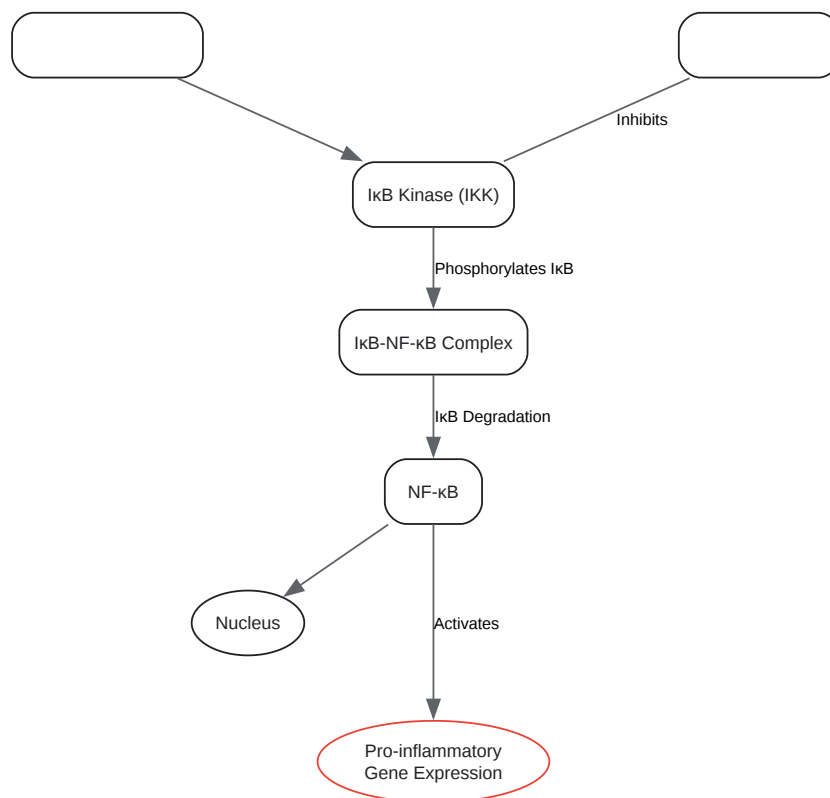 Inhibits
IκB Kinase (IKK)
Phosphorylates IκB
IκB-NF-κB Complex
IκB Degradation
NF-κB
Nucleus
Activates
Pro-inflammatory
Gene Expression